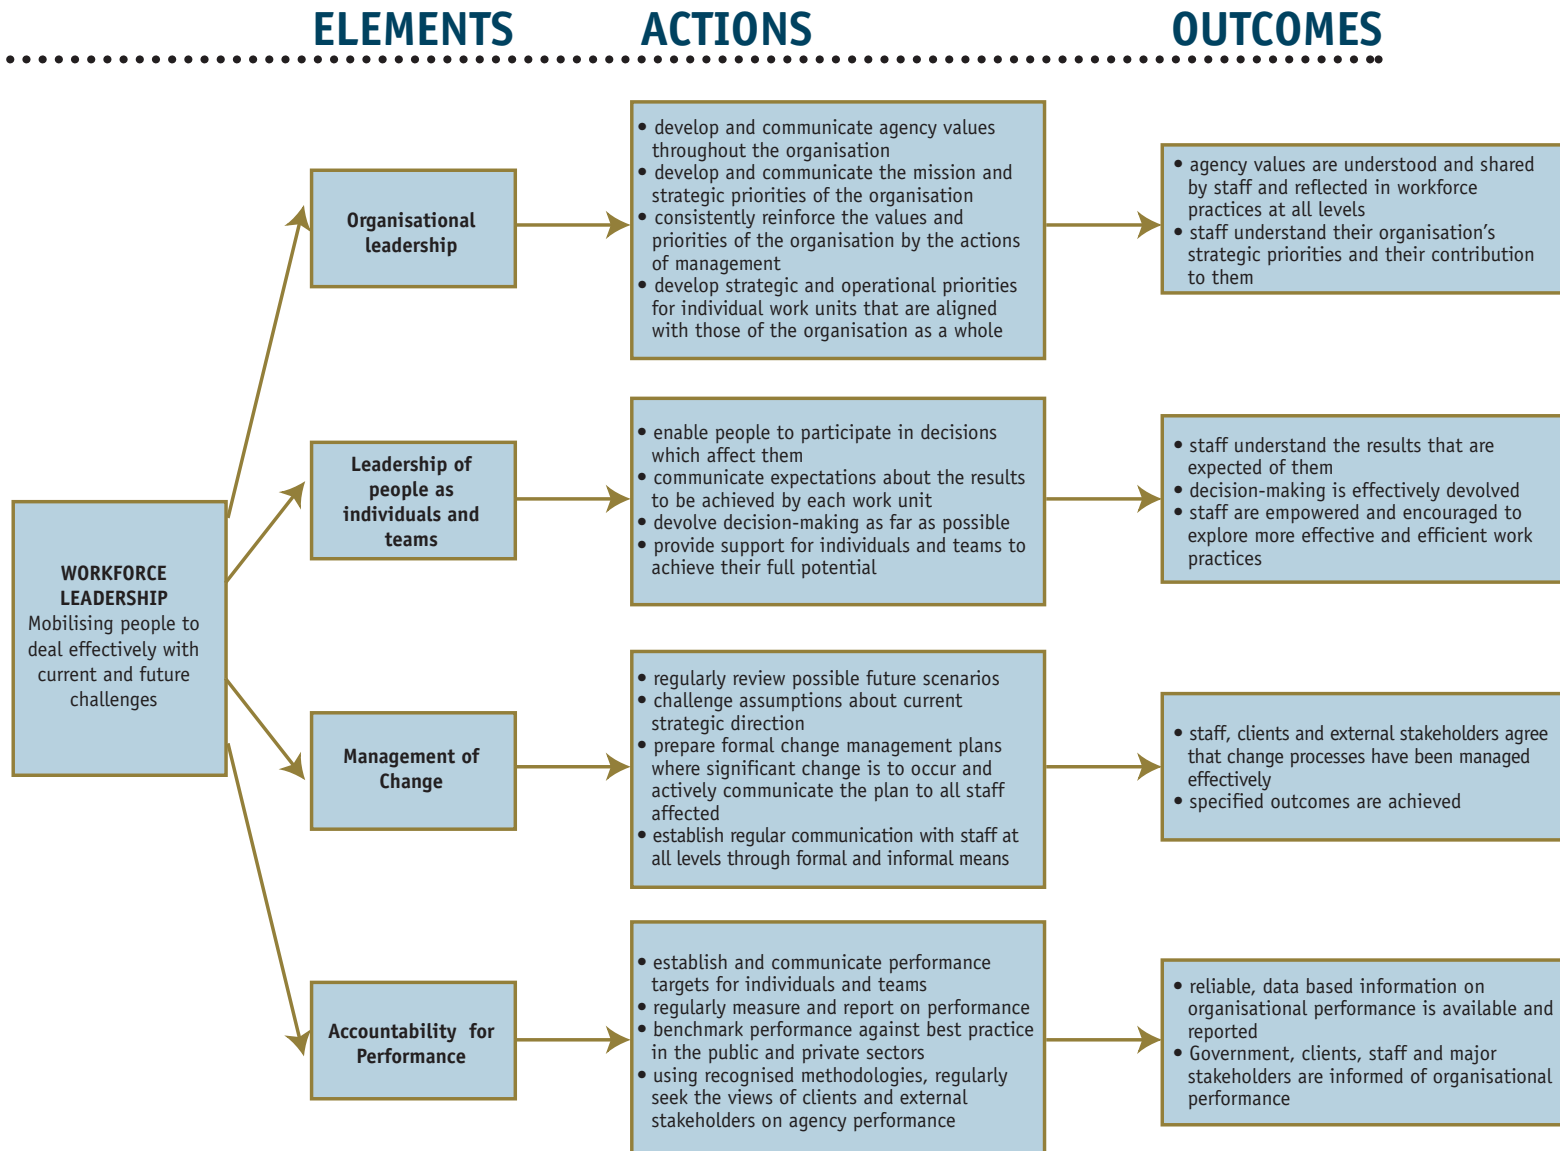 ELEMENTS ACTIONS OUTCOMES
WORKFORCE
LEADERSHIP
Mobilising people to
deal effectively with
current and future
challenges
Organisational
leadership
• develop and communicate agency values
throughout the organisation
• develop and communicate the mission and
strategic priorities of the organisation
• consistently reinforce the values and
priorities of the organisation by the actions
of management
• develop strategic and operational priorities
for individual work units that are aligned
with those of the organisation as a whole
• agency values are understood and shared
by staff and reflected in workforce
practices at all levels
• staff understand their organisation’s
strategic priorities and their contribution
to them
Leadership of
people as
individuals and
teams
• enable people to participate in decisions
which affect them
• communicate expectations about the results
to be achieved by each work unit
• devolve decision-making as far as possible
• provide support for individuals and teams to
achieve their full potential
• staff understand the results that are
expected of them
• decision-making is effectively devolved
• staff are empowered and encouraged to
explore more effective and efficient work
practices
Management of
Change
• regularly review possible future scenarios
• challenge assumptions about current
strategic direction
• prepare formal change management plans
where significant change is to occur and
actively communicate the plan to all staff
affected
• establish regular communication with staff at
all levels through formal and informal means
• staff, clients and external stakeholders agree
that change processes have been managed
effectively
• specified outcomes are achieved
Accountability for
Performance
• establish and communicate performance
targets for individuals and teams
• regularly measure and report on performance
• benchmark performance against best practice
in the public and private sectors
• using recognised methodologies, regularly
seek the views of clients and external
stakeholders on agency performance
• reliable, data based information on
organisational performance is available and
reported
• Government, clients, staff and major
stakeholders are informed of organisational
performance